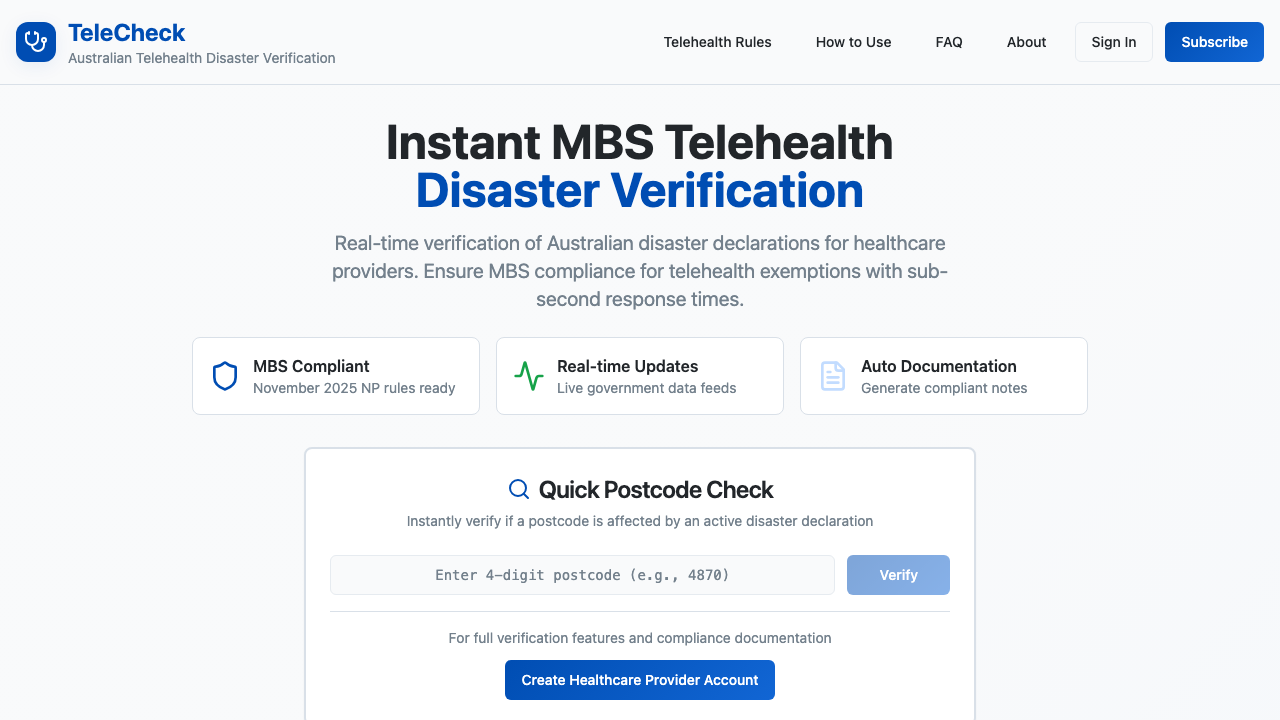 TeleCheck
Australian Telehealth Disaster Verification
Telehealth Rules
How to Use
FAQ
About
Sign In
Subscribe
Instant MBS Telehealth
Disaster Verification
Real-time verification of Australian disaster declarations for healthcare
providers. Ensure MBS compliance for telehealth exemptions with sub-
second response times.
MBS Compliant
November 2025 NP rules ready
Real-time Updates
Live government data feeds
Auto Documentation
Generate compliant notes
Quick Postcode Check
Instantly verify if a postcode is affected by an active disaster declaration
Enter 4-digit postcode (e.g., 4870)
Verify
For full verification features and compliance documentation
Create Healthcare Provider Account